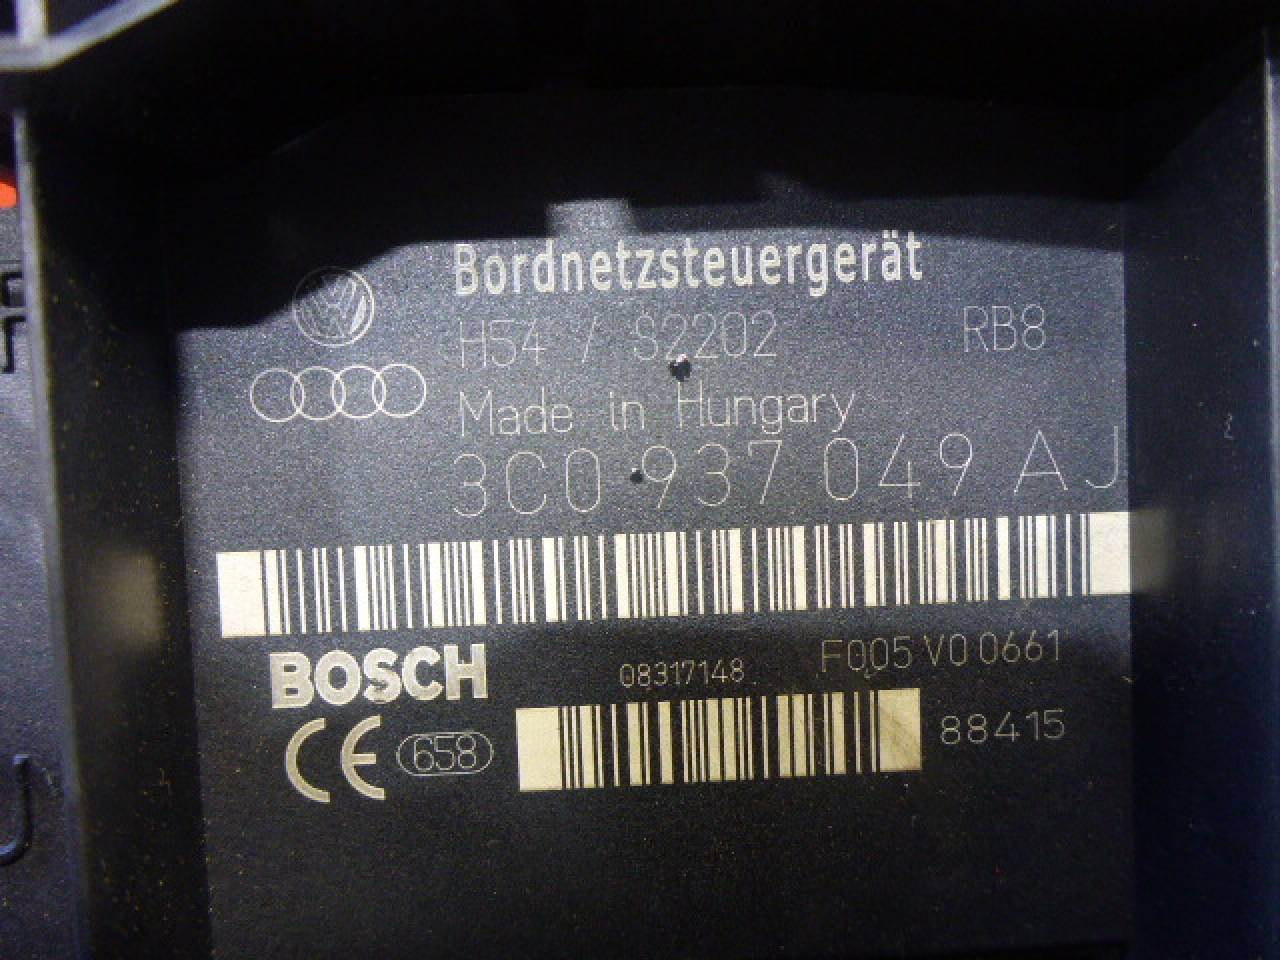 Bordnetzsteuergerät
H54 / S2202 RB8
Made in Hungary
3C0 937 049 AJ
BOSCH 08317148 F005 V0 0661
CE 658 88415